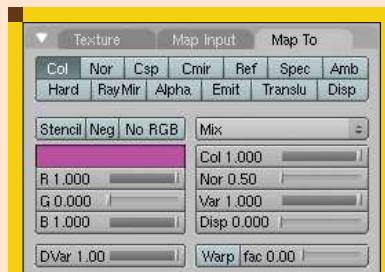 Texture Map Input Map To
Col Nor Csp Cmir Ref Spec Amb
Hard RayMir Alpha Emit Translu Disp
Stencil Neg No RGB Mix
Col 1.000
R 1.000 Nor 0.50
G 0.000 Var 1.000
B 1.000 Disp 0.000
DVar 1.00 Warp fac 0.00